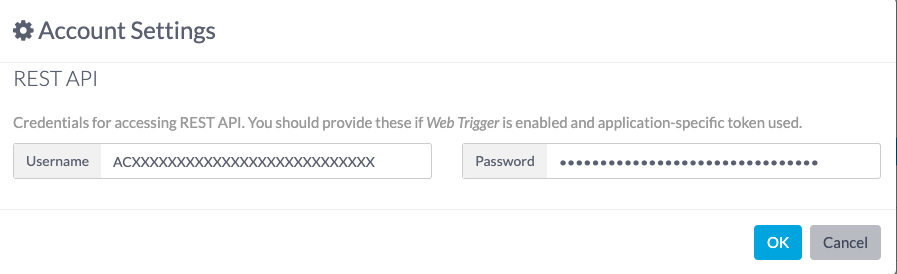 Account Settings
REST API
Credentials for accessing REST API. You should provide these if Web Trigger is enabled and application-specific token used.
Username ACXXXXXXXXXXXXXXXXXXXXXXXXXXX Password ••••••••••••••••••••••••••••••••
OK Cancel